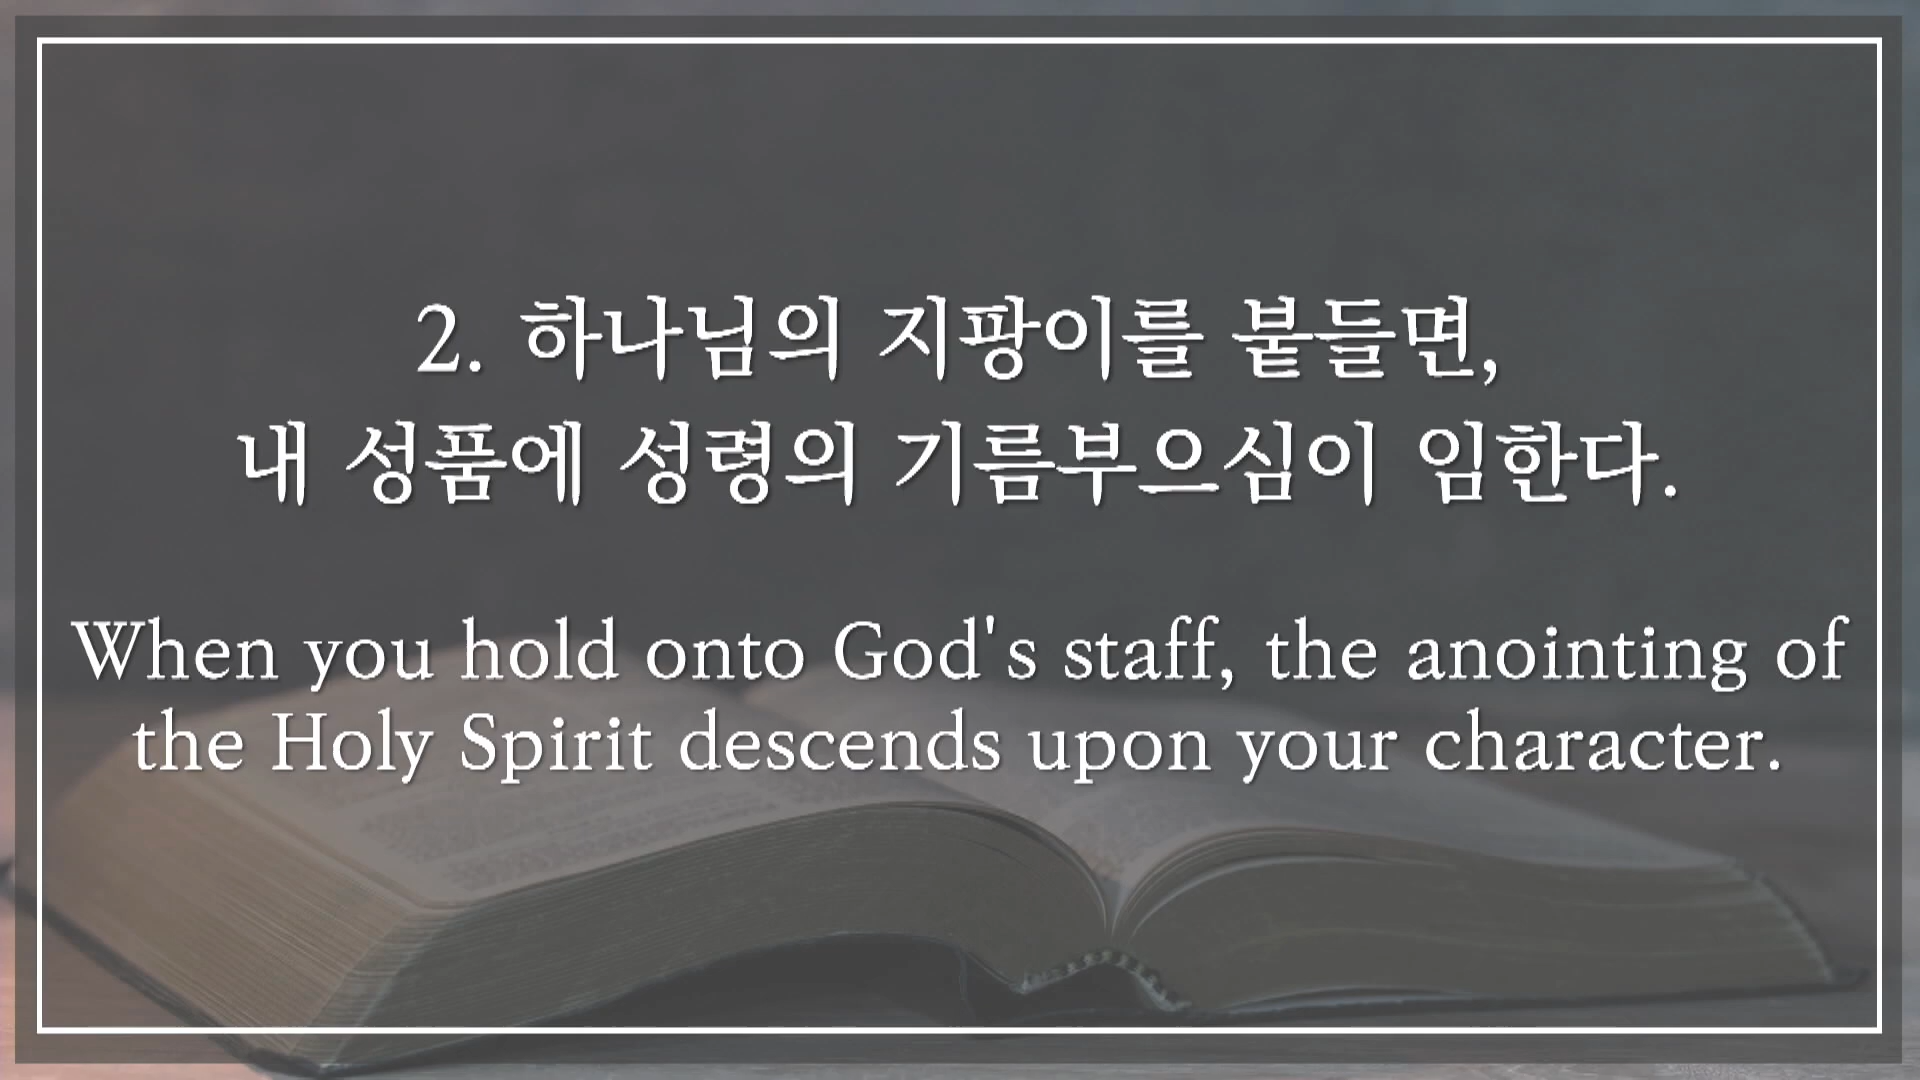 2. 하나님의 지팡이를 붙들면,
내 성품에 성령의 기름부으심이 임한다.
When you hold onto God's staff, the anointing of
the Holy Spirit descends upon your character.